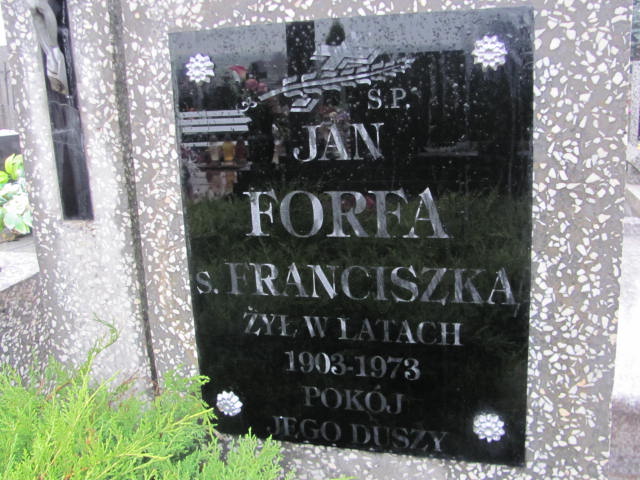 Ś.P.
JAN
FORFA
s. FRANCISZKA
ŻYŁ W LATACH
1903-1973
POKÓJ
JEGO DUSZY